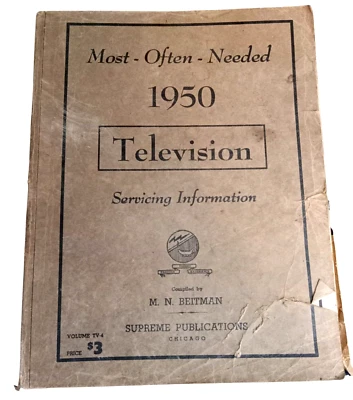 Most - Often - Needed
1950
Television
Servicing Information
Compiled by
M. N. BEITMAN
SUPREME PUBLICATIONS
CHICAGO
VOLUME TV-4
PRICE $3